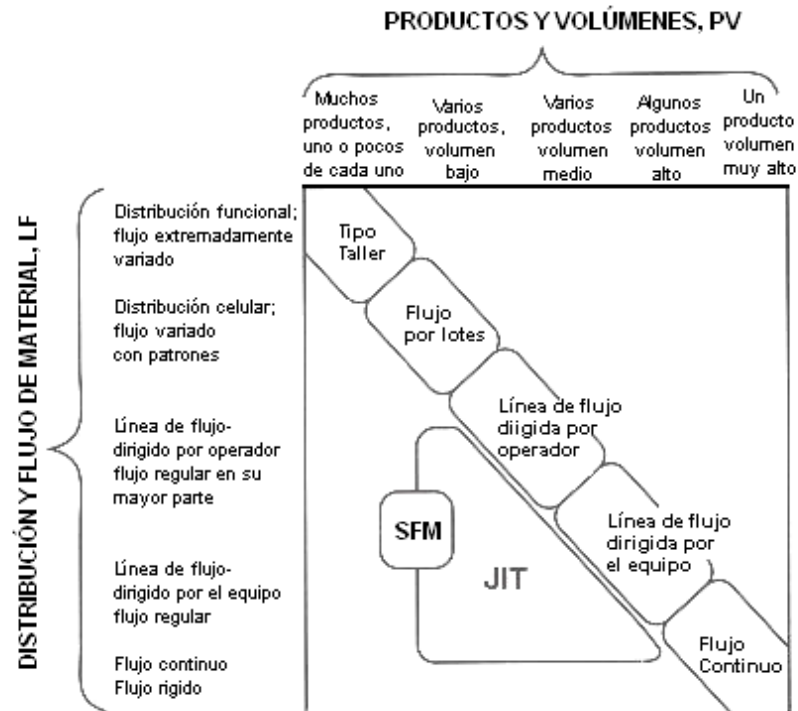 PRODUCTOS Y VOLÚMENES, PV
Muchos
productos,
uno o pocos
de cada uno
Varios
productos,
volumen
bajo
Varios
productos
volumen
medio
Algunos
productos
volumen
alto
Un
producto
volumen
muy alto
DISTRIBUCIÓN Y FLUJO DE MATERIAL, LF
Distribución funcional;
flujo extremadamente
variado
Distribución celular;
flujo variado
con patrones
Línea de flujo-
dirigido por operador
flujo regular en su
mayor parte
Línea de flujo-
dirigido por el equipo
flujo regular
Flujo continuo
Flujo rigido
Tipo
Taller
Flujo
por lotes
Línea de flujo
diigida por
operador
Línea de flujo
dirigida por
el equipo
Flujo
Continuo
SFM
JIT